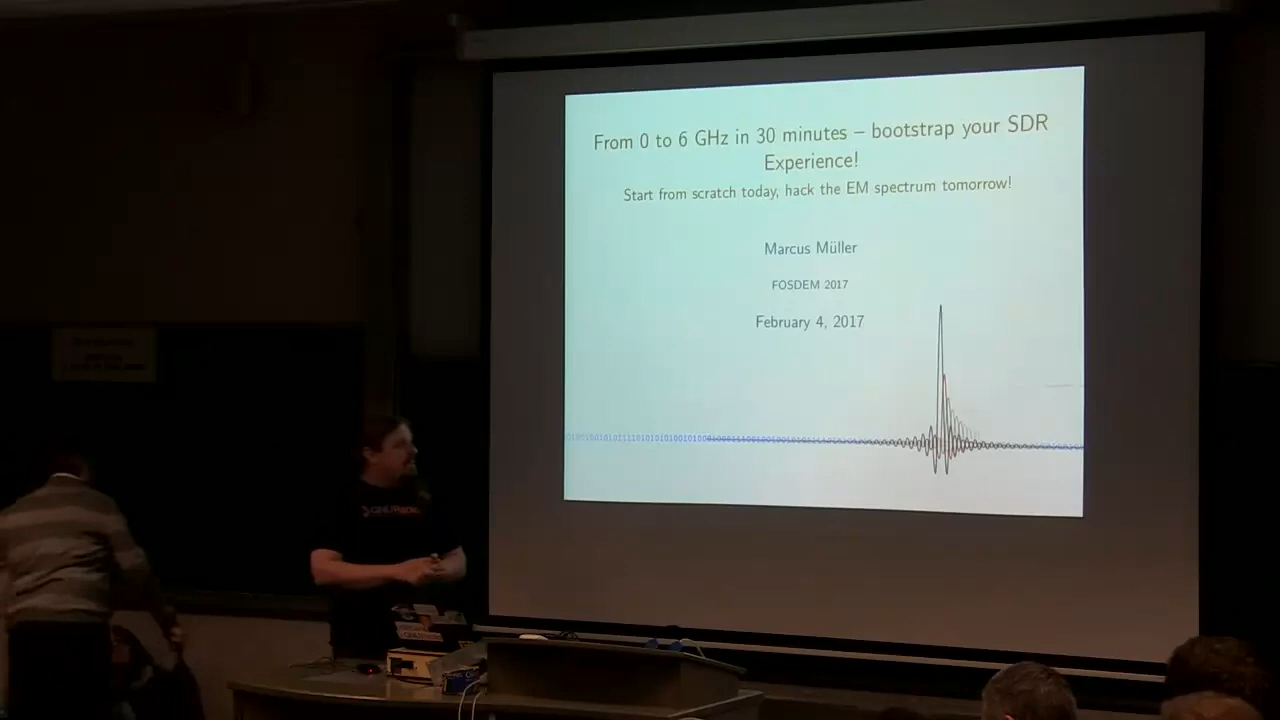 From 0 to 6 GHz in 30 minutes – bootstrap your SDR
Experience!
Start from scratch today, hack the EM spectrum tomorrow!
Marcus Müller
FOSDEM 2017
February 4, 2017
GNURadio